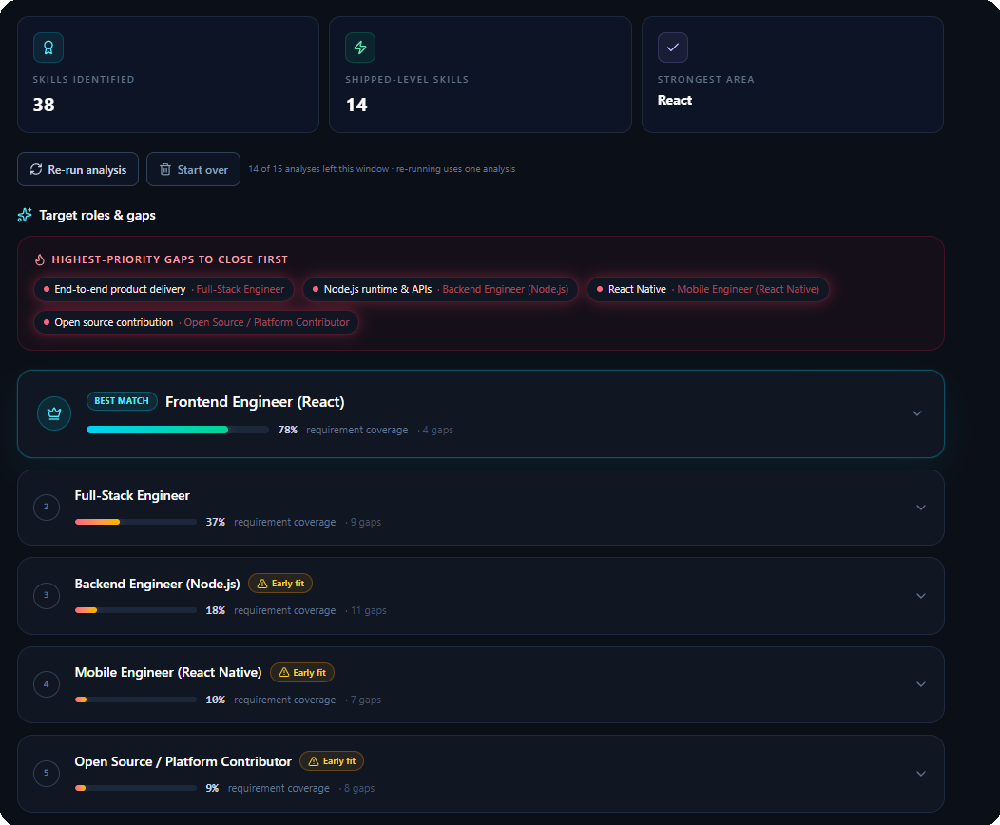 SKILLS IDENTIFIED
38
SHIPPED-LEVEL SKILLS
14
STRONGEST AREA
React
Re-run analysis
Start over
14 of 15 analyses left this window · re-running uses one analysis
Target roles & gaps
HIGHEST-PRIORITY GAPS TO CLOSE FIRST
End-to-end product delivery · Full-Stack Engineer
Node.js runtime & APIs · Backend Engineer (Node.js)
React Native · Mobile Engineer (React Native)
Open source contribution · Open Source / Platform Contributor
BEST MATCH Frontend Engineer (React)
78% requirement coverage · 4 gaps
2
Full-Stack Engineer
37% requirement coverage · 9 gaps
3
Backend Engineer (Node.js) Early fit
18% requirement coverage · 11 gaps
4
Mobile Engineer (React Native) Early fit
10% requirement coverage · 7 gaps
5
Open Source / Platform Contributor Early fit
9% requirement coverage · 8 gaps